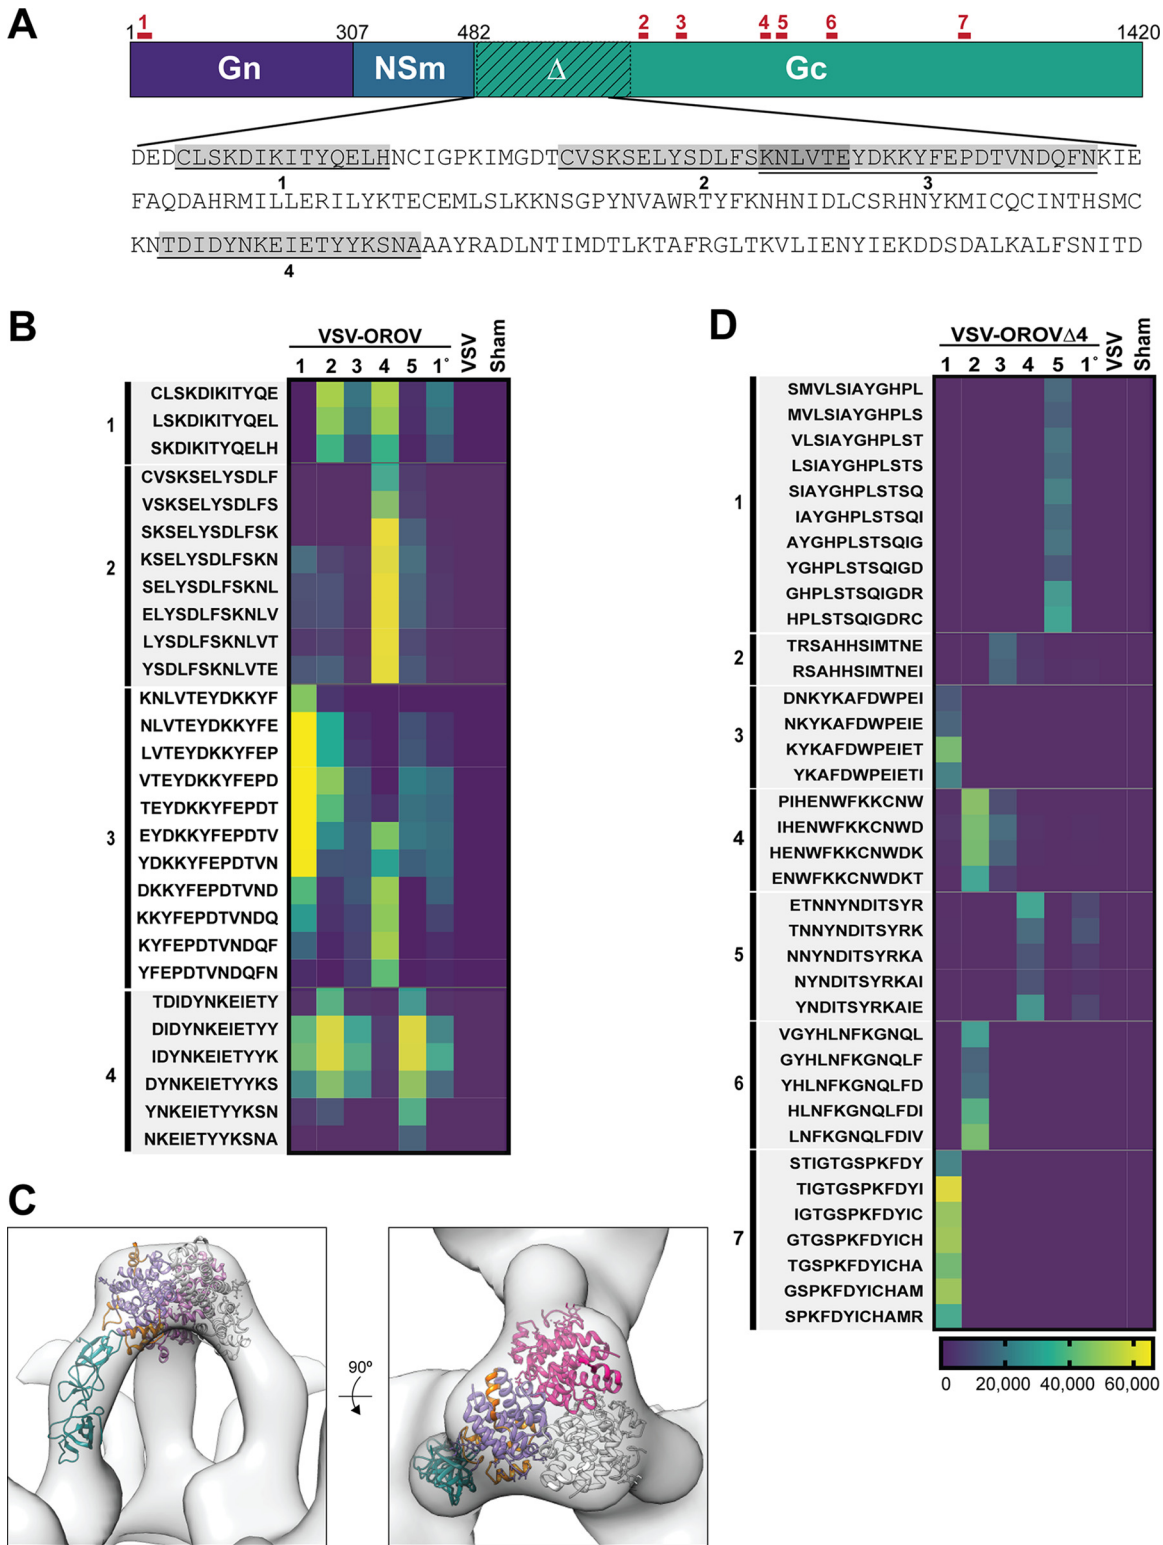 A
1 1 307 482 2 3 4 5 6 7 1420
Gn NSm Δ Gc
DEDCLSKDIKITYQELHNCIGPKIMGDTCVSKSELYSDLFSKNLVTEYDKKYFEPDTVNDQFNKIE
1 2 3
FAQDAHRMILLERILYKTECEMLSLKKNSGPYNVAWRTYFKNHNIDLCSRHNYKMICQCINTHSMC
KNTDIDYNKEIETYYKSNAAAYRADLNTIMDTLKTAFRGLTKVLIENYIEKDDSDALKALFSNITD
4
B
VSV-OROV VSV Sham
1 2 3 4 5 1°
1
CLSKDIKITYQE
LSKDIKITYQEL
SKDIKITYQELH
2
CVSKSELYSDLF
VSKSELYSDLFS
SKSELYSDLFSK
KSELYSDLFSKN
SELYSDLFSKNL
ELYSDLFSKNLV
LYSDLFSKNLVT
YSDLFSKNLVTE
3
KNLVTEYDKKYF
NLVTEYDKKYFE
LVTEYDKKYFEP
VTEYDKKYFEPD
TEYDKKYFEPDT
EYDKKYFEPDTV
YDKKYFEPDTVN
DKKYFEPDTVND
KKYFEPDTVNDQ
KYFEPDTVNDQF
YFEPDTVNDQFN
4
TDIDYNKEIETY
DIDYNKEIETYY
IDYNKEIETYYK
DYNKEIETYYKS
YNKEIETYYKSN
NKEIETYYKSNA
C
90º
D
VSV-OROVΔ4 VSV Sham
1 2 3 4 5 1°
1
SMVLSIAYGHPL
MVLSIAYGHPLS
VLSIAYGHPLST
LSIAYGHPLSTS
SIAYGHPLSTSQ
IAYGHPLSTSQI
AYGHPLSTSQIG
YGHPLSTSQIGD
GHPLSTSQIGDR
HPLSTSQIGDRC
2
TRSAHHSIMTNE
RSAHHSIMTNEI
3
DNKYKAFDWPEI
NKYKAFDWPEIE
KYKAFDWPEIET
YKAFDWPEIETI
4
PIHENWFKKCNW
IHENWFKKCNWD
HENWFKKCNWDK
ENWFKKCNWDKT
5
ETNNYNDITSYR
TNNYNDITSYRK
NNYNDITSYRKA
NYNDITSYRKAI
YNDITSYRKAIE
6
VGYHLNFKGNQL
GYHLNFKGNQLF
YHLNFKGNQLFD
HLNFKGNQLFDI
LNFKGNQLFDIV
7
STIGTGSPKFDY
TIGTGSPKFDYI
IGTGSPKFDYIC
GTGSPKFDYICH
TGSPKFDYICHA
GSPKFDYICHAM
SPKFDYICHAMR
0 20,000 40,000 60,000